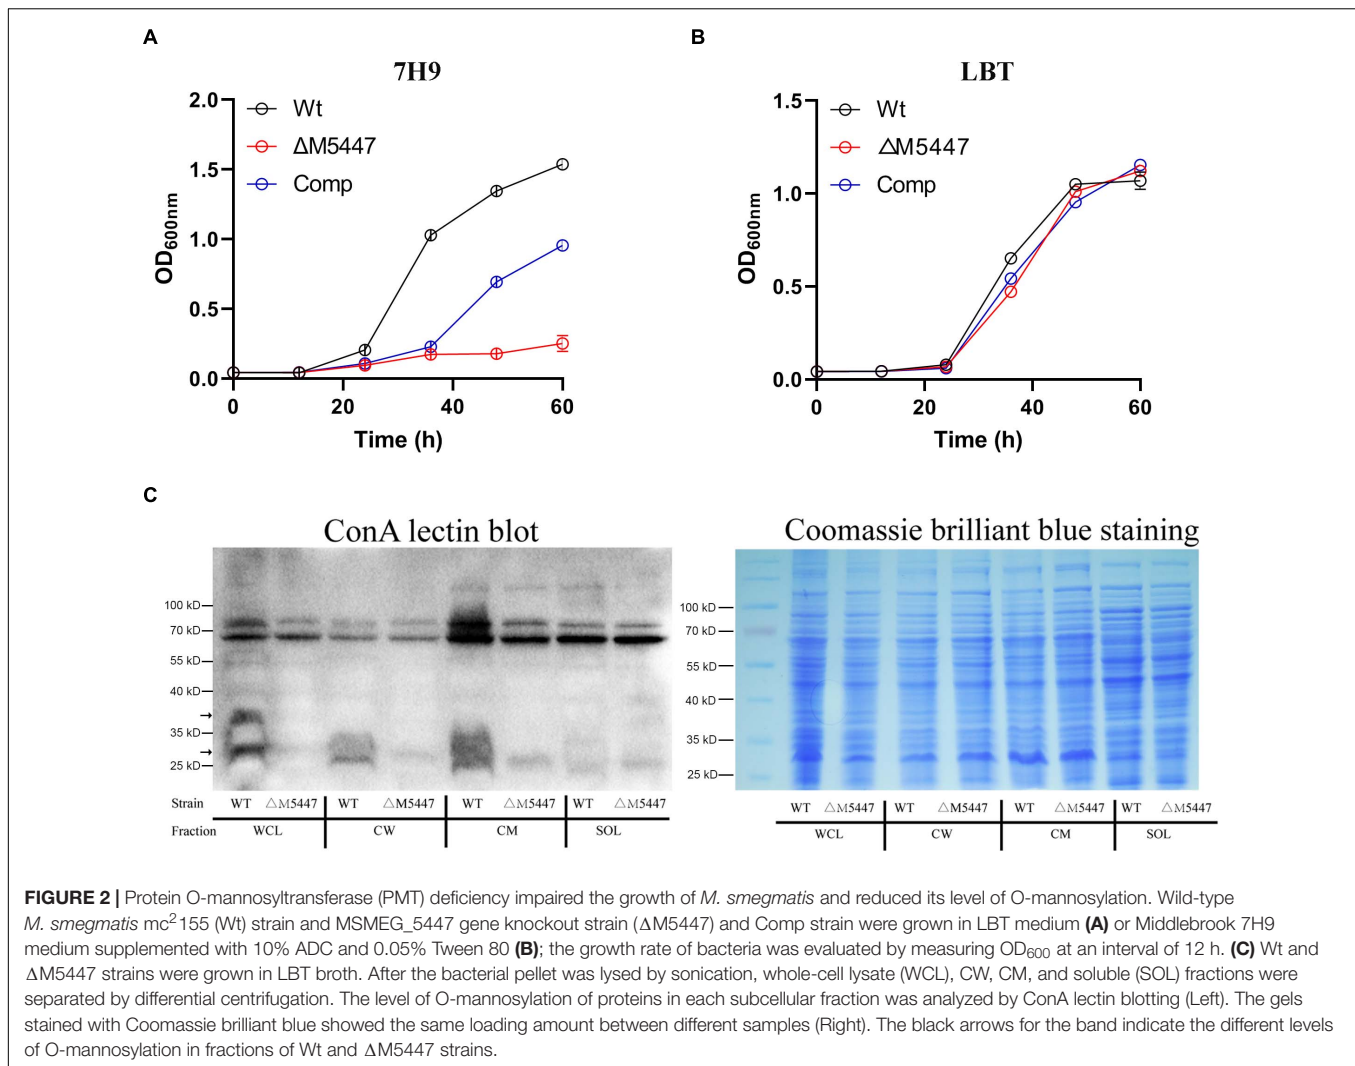 A
B
7H9
LBT
2.0
1.5
1.0
0.5
0.0
OD600nm
Wt
ΔM5447
Comp
0
20
40
60
Time (h)
1.5
1.0
0.5
0.0
OD600nm
Wt
△M5447
Comp
0
20
40
60
Time (h)
C
ConA lectin blot
Coomassie brilliant blue staining
100 kD
70 kD
55 kD
40 kD
→
35 kD
→
25 kD
100 kD
70 kD
55 kD
40 kD
35 kD
25 kD
Strain WT △M5447 WT △M5447 WT △M5447 WT △M5447
Fraction WCL CW CM SOL
WT △M5447 WT △M5447 WT △M5447 WT △M5447
WCL CW CM SOL
FIGURE 2 | Protein O-mannosyltransferase (PMT) deficiency impaired the growth of M. smegmatis and reduced its level of O-mannosylation. Wild-type
M. smegmatis mc²155 (Wt) strain and MSMEG_5447 gene knockout strain (ΔM5447) and Comp strain were grown in LBT medium (A) or Middlebrook 7H9
medium supplemented with 10% ADC and 0.05% Tween 80 (B); the growth rate of bacteria was evaluated by measuring OD600 at an interval of 12 h. (C) Wt and
ΔM5447 strains were grown in LBT broth. After the bacterial pellet was lysed by sonication, whole-cell lysate (WCL), CW, CM, and soluble (SOL) fractions were
separated by differential centrifugation. The level of O-mannosylation of proteins in each subcellular fraction was analyzed by ConA lectin blotting (Left). The gels
stained with Coomassie brilliant blue showed the same loading amount between different samples (Right). The black arrows for the band indicate the different levels
of O-mannosylation in fractions of Wt and ΔM5447 strains.